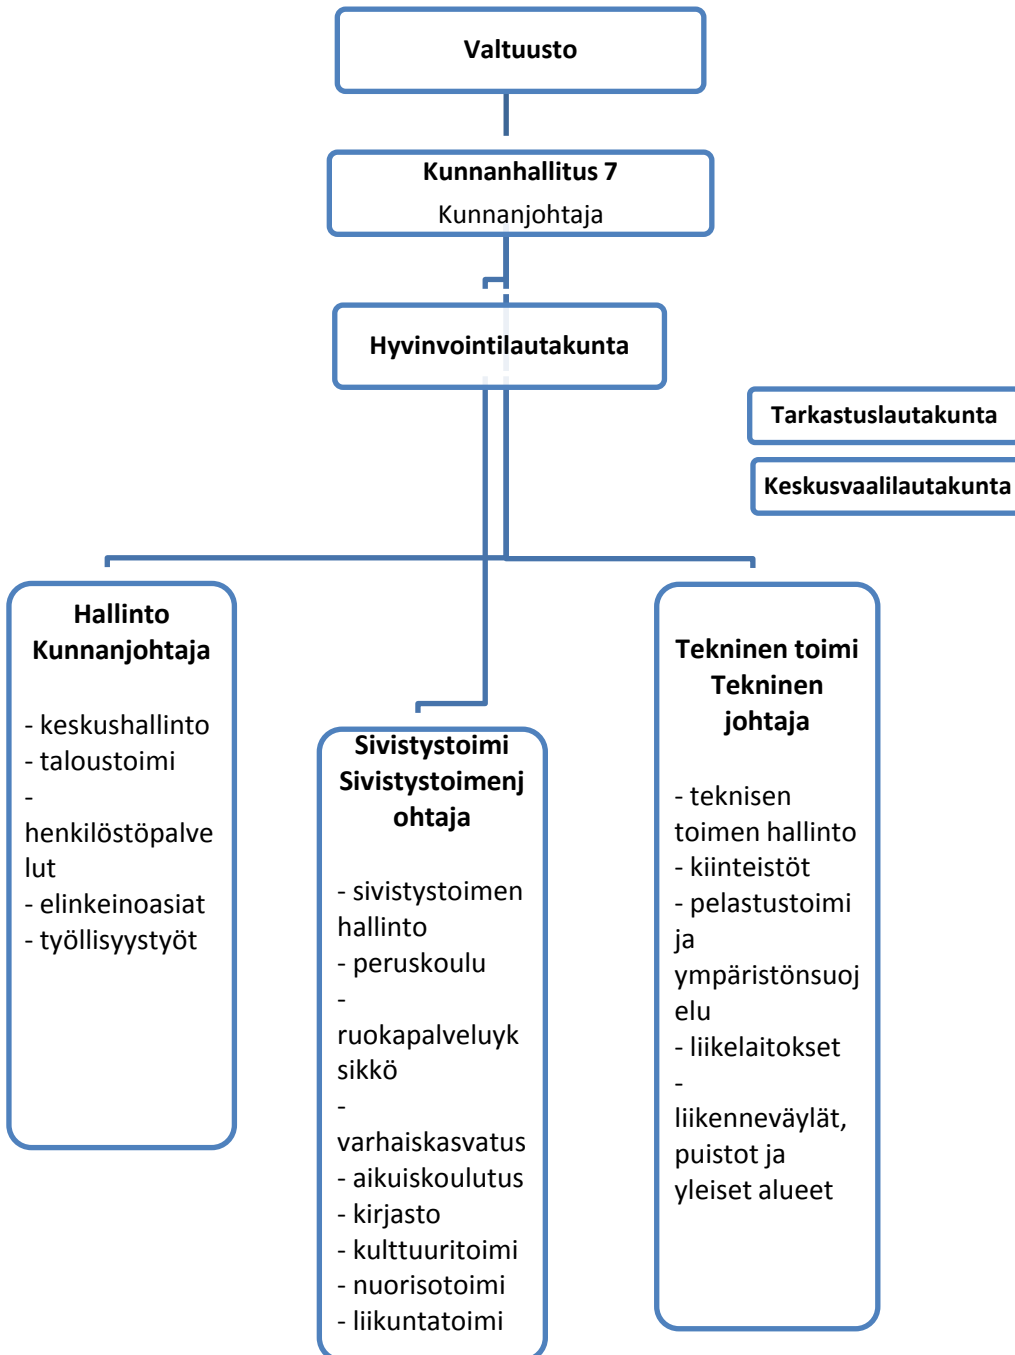 Valtuusto
Kunnanhallitus 7
Kunnanjohtaja
Hyvinvointilautakunta
Tarkastuslautakunta
Keskusvaalilautakunta
Hallinto
Kunnanjohtaja
- keskushallinto
- taloustoimi
-
henkilöstöpalve
lut
- elinkeinoasiat
- työllisyystyöt
Sivistystoimi
Sivistystoimenj
ohtaja
- sivistystoimen
hallinto
- peruskoulu
-
ruokapalveluyk
sikkö
-
varhaiskasvatus
- aikuiskoulutus
- kirjasto
- kulttuuritoimi
- nuorisotoimi
- liikuntatoimi
Tekninen toimi
Tekninen
johtaja
- teknisen
toimen hallinto
- kiinteistöt
- pelastustoimi
ja
ympäristönsuoj
elu
- liikelaitokset
-
liikenneväylät,
puistot ja
yleiset alueet